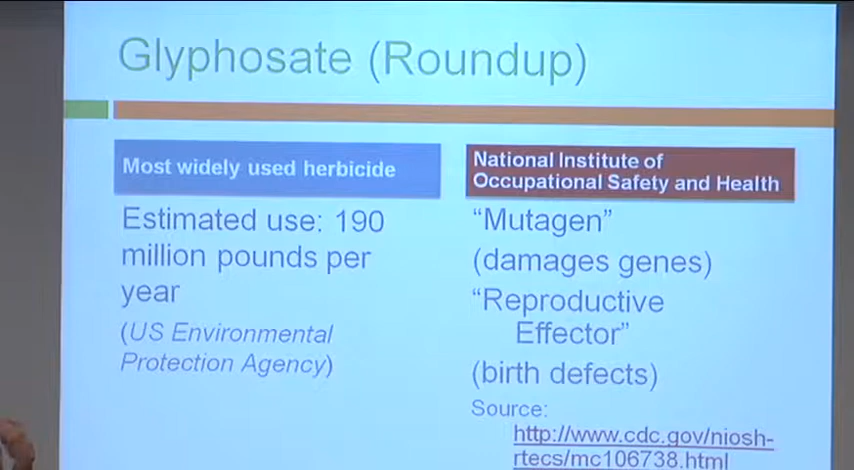 Glyphosate (Roundup)
Most widely used herbicide
Estimated use: 190
million pounds per
year
(US Environmental
Protection Agency)
National Institute of
Occupational Safety and Health
“Mutagen”
(damages genes)
“Reproductive
Effector”
(birth defects)
Source:
http://www.cdc.gov/niosh-
rtecs/mc106738.html